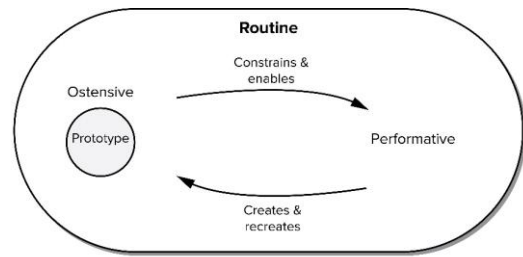 Routine
Constrains &
enables
Ostensive
Prototype
Performative
Creates &
recreates